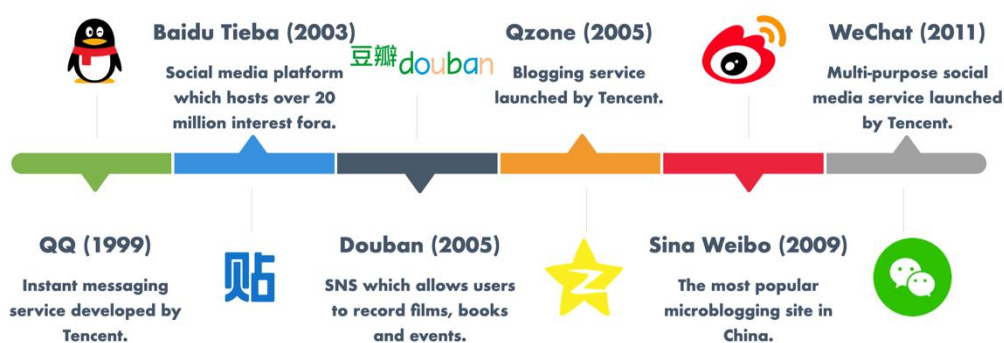 Baidu Tieba (2003)
Social media platform
which hosts over 20
million interest fora.
豆瓣douban
Qzone (2005)
Blogging service
launched by Tencent.
WeChat (2011)
Multi-purpose social
media service launched
by Tencent.
QQ (1999)
Instant messaging
service developed by
Tencent.
贴
Douban (2005)
SNS which allows users
to record films, books
and events.
Sina Weibo (2009)
The most popular
microblogging site in
China.